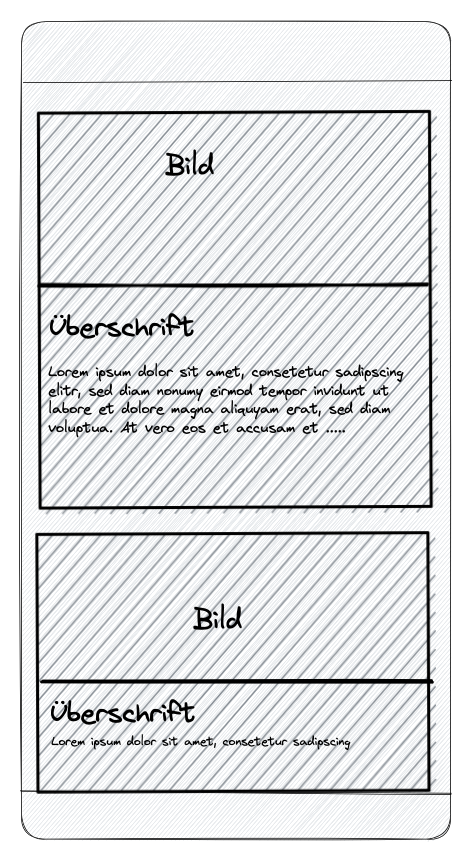 Bild
Überschrift
Lorem ipsum dolor sit amet, consetetur sadipscing
elitr, sed diam nonumy eirmod tempor invidunt ut
labore et dolore magna aliquyam erat, sed diam
voluptua. At vero eos et accusam et .....
Bild
Überschrift
Lorem ipsum dolor sit amet, consetetur sadipscing